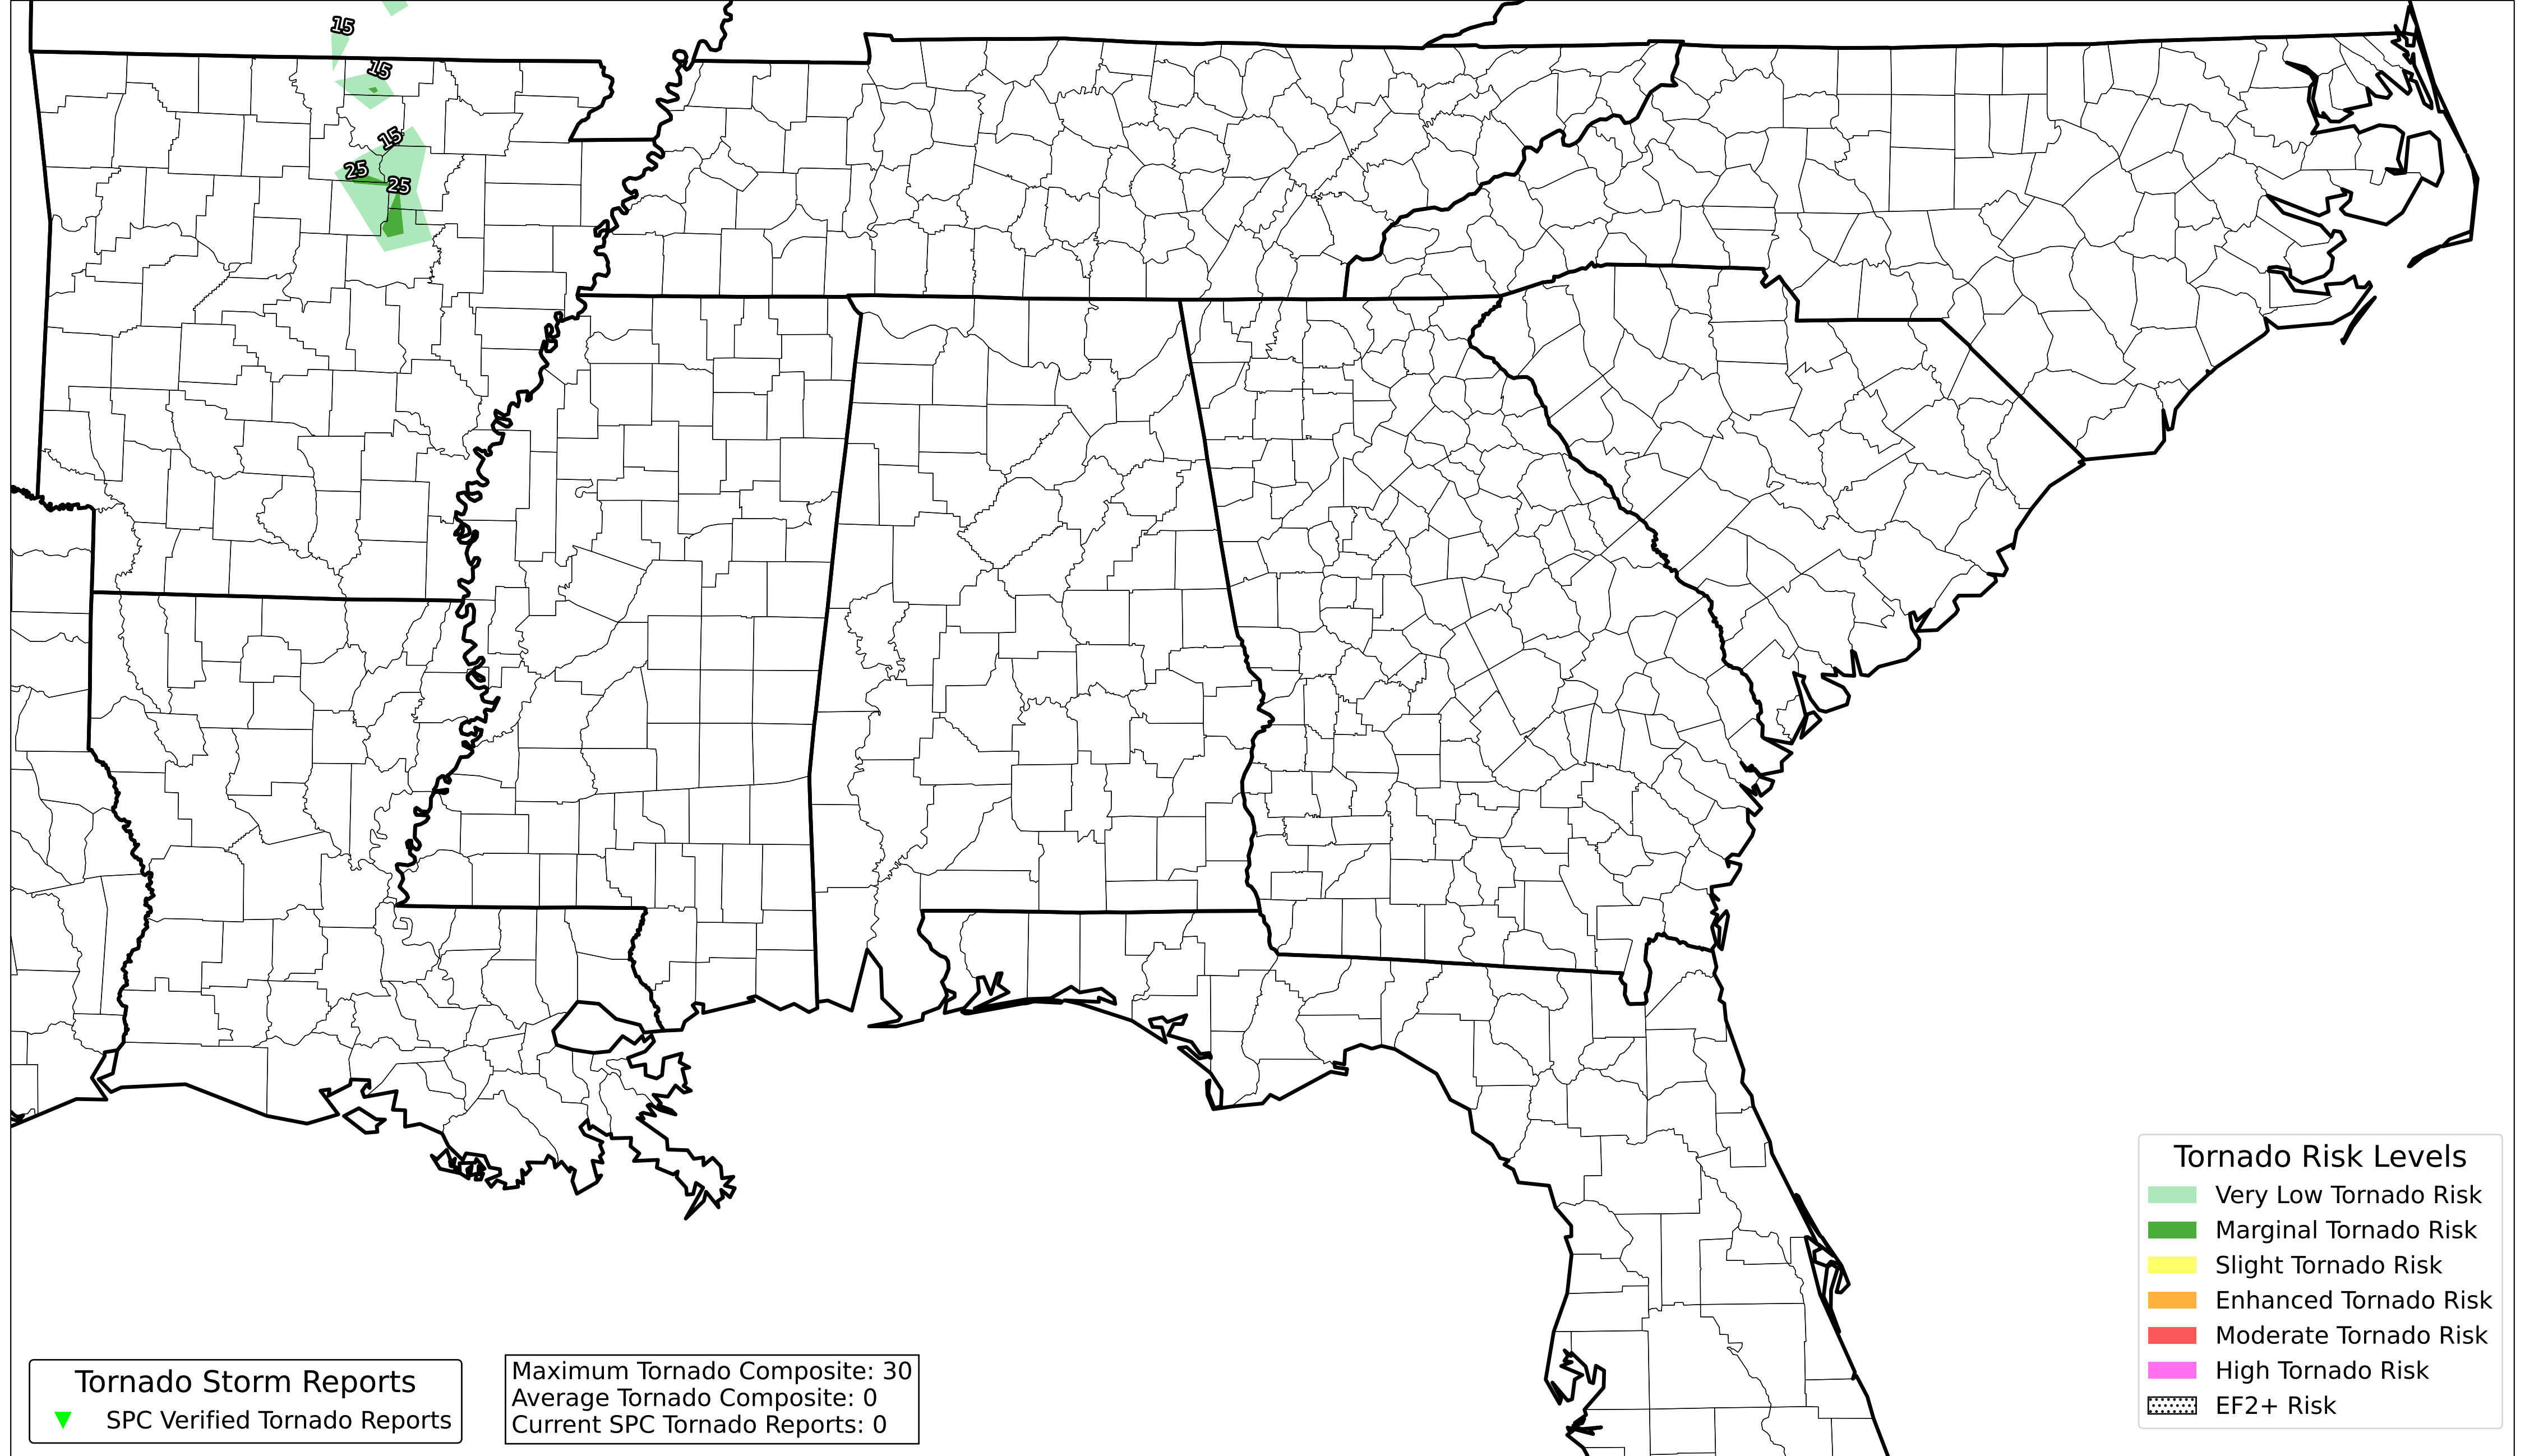 15
15
15
25
25
Tornado Risk Levels
Very Low Tornado Risk
Marginal Tornado Risk
Slight Tornado Risk
Enhanced Tornado Risk
Moderate Tornado Risk
High Tornado Risk
EF2+ Risk
Tornado Storm Reports
SPC Verified Tornado Reports
Maximum Tornado Composite: 30
Average Tornado Composite: 0
Current SPC Tornado Reports: 0